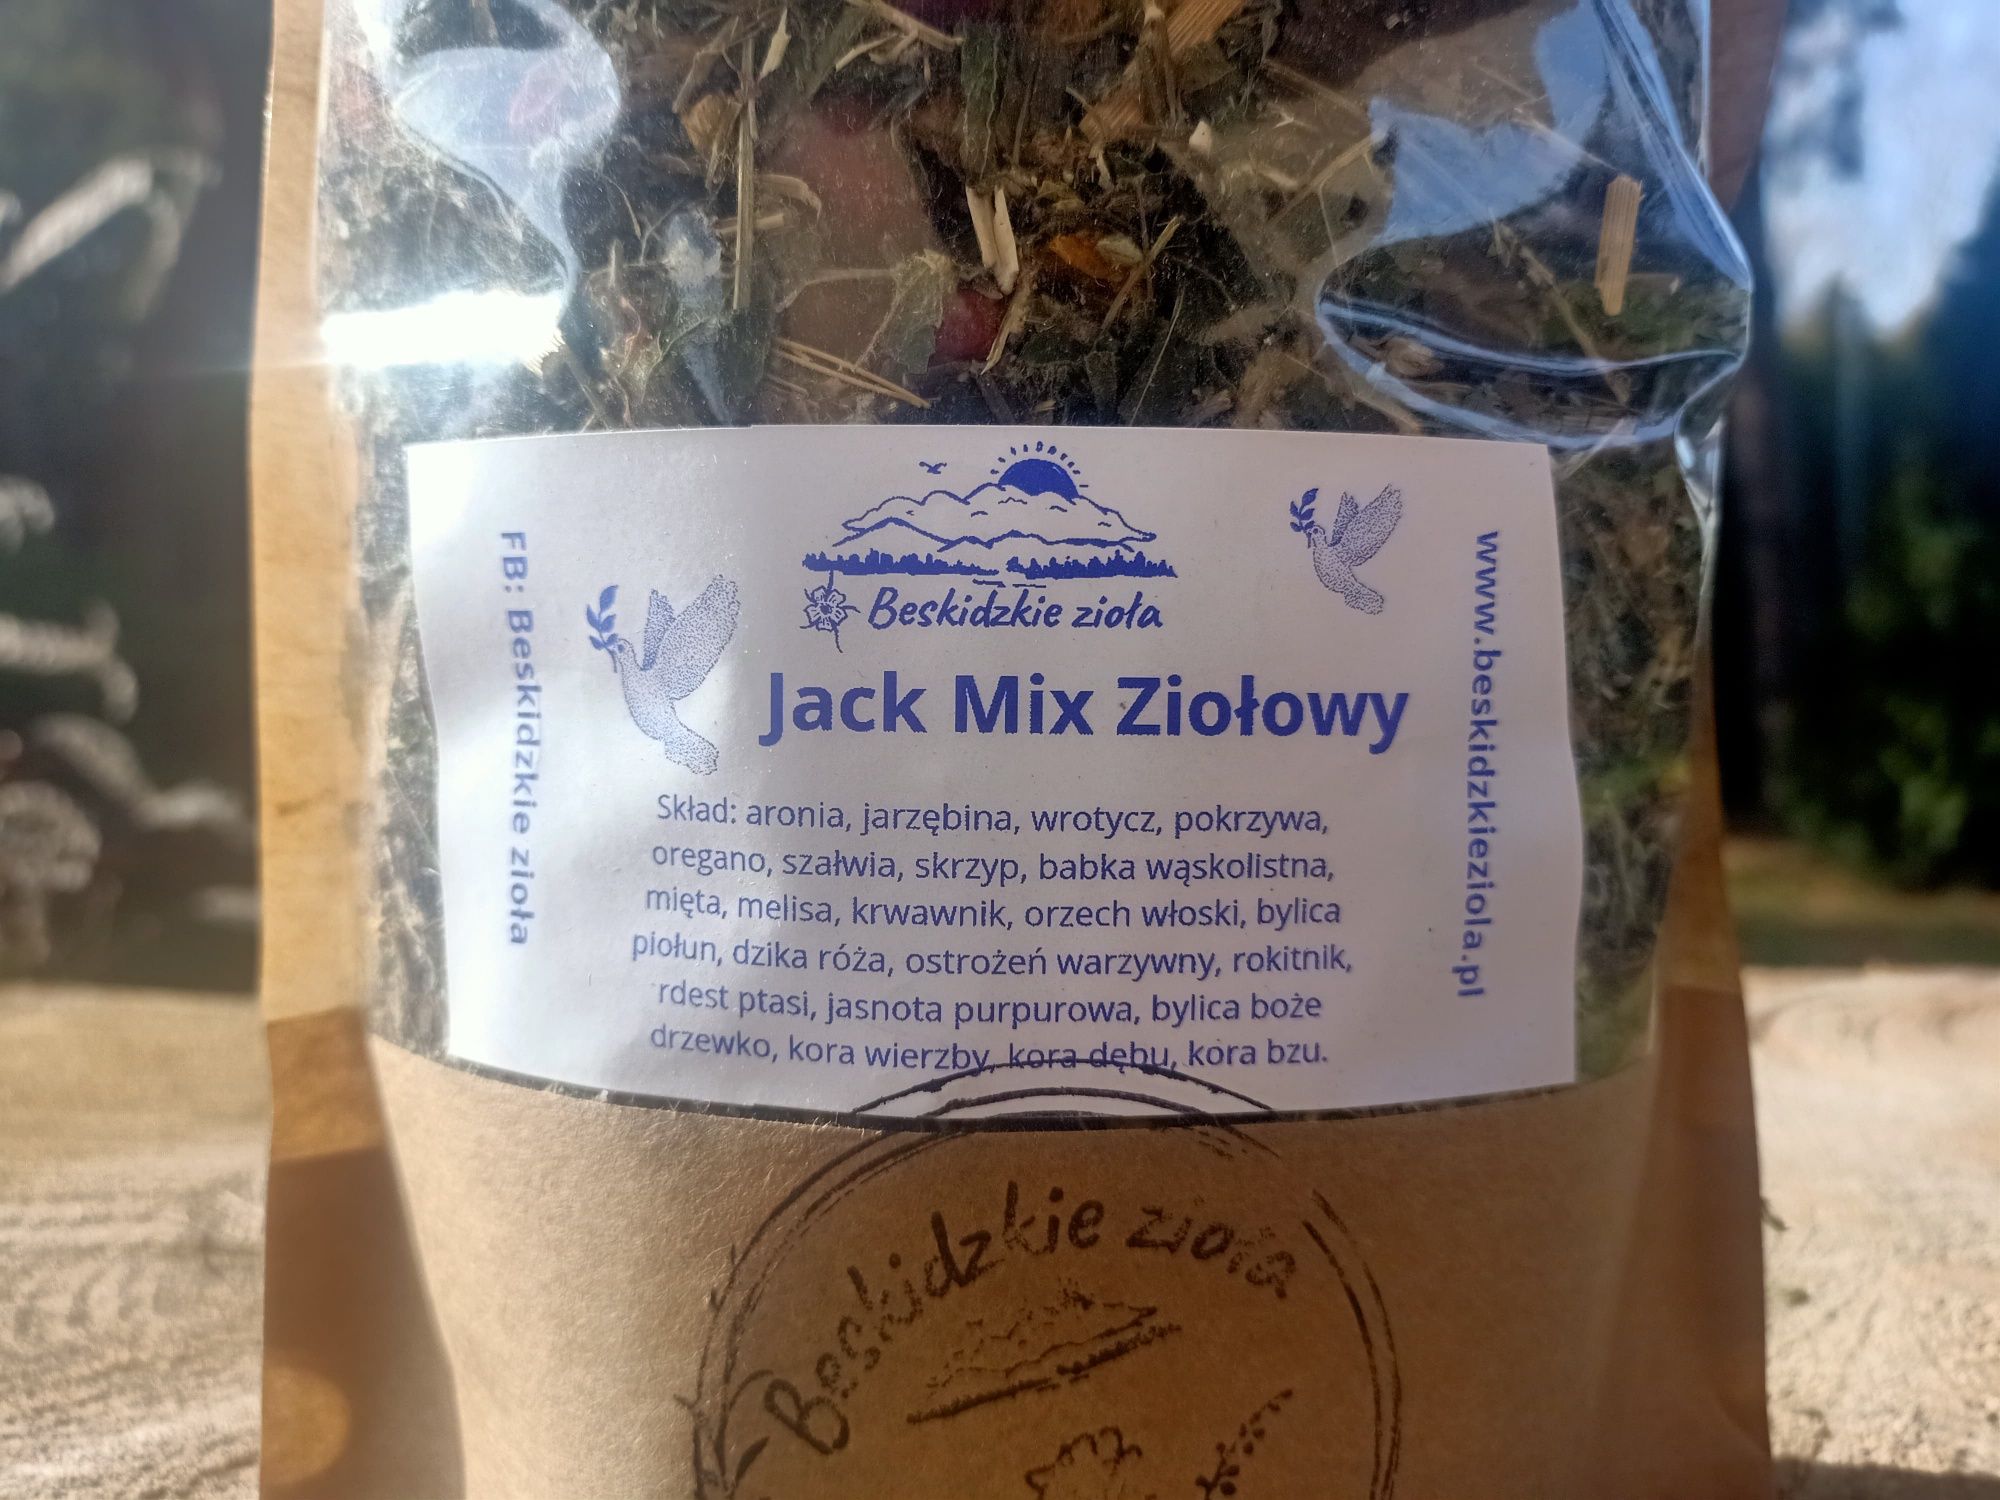 Beskidzkie zioła
Jack Mix Ziołowy
Skład: aronia, jarzębina, wrotycz, pokrzywa,
oregano, szałwia, skrzyp, babka wąskolistna,
mięta, melisa, krwawnik, orzech włoski, bylica
piołun, dzika róża, ostrożeń warzywny, rokitnik,
rdest ptasi, jasnota purpurowa, bylica boże
drzewko, kora wierzby, kora dębu, kora bzu.
FB: Beskidzkie zioła
www.beskidzkieziola.pl
Beskidzkie zioła